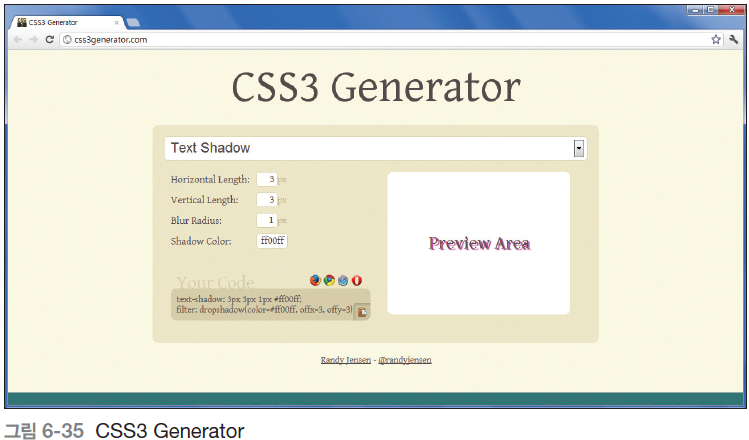 CSS3 Generator
css3generator.com
CSS3 Generator
Text Shadow
Horizontal Length: 3 px
Vertical Length: 3 px
Blur Radius: 1 px
Shadow Color: ff00ff
Preview Area
Your Code
text-shadow: 3px 3px 1px #ff00ff;
filter: dropshadow(color=#ff00ff, offx=3, offy=3)
Randy Jensen - @randyjensen
그림 6-35 CSS3 Generator